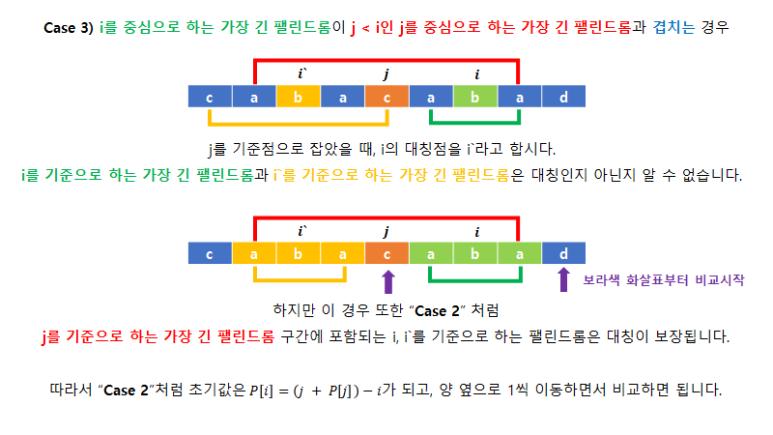 Case 3) i를 중심으로 하는 가장 긴 팰린드롬이 j < i인 j를 중심으로 하는 가장 긴 팰린드롬과 겹치는 경우
i` j i
c a b a c a b a d
j를 기준점으로 잡았을 때, i의 대칭점을 i`라고 합시다.
i를 기준으로 하는 가장 긴 팰린드롬과 i`를 기준으로 하는 가장 긴 팰린드롬은 대칭인지 아닌지 알 수 없습니다.
i` j i
c a b a c a b a d
보라색 화살표부터 비교시작
하지만 이 경우 또한 “Case 2” 처럼
j를 기준으로 하는 가장 긴 팰린드롬 구간에 포함되는 i, i`를 기준으로 하는 팰린드롬은 대칭이 보장됩니다.
따라서 “Case 2”처럼 초기값은 P[i] = (j + P[j]) − i가 되고, 양 옆으로 1씩 이동하면서 비교하면 됩니다.